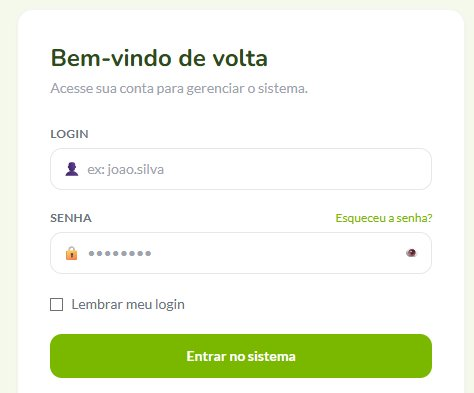 Bem-vindo de volta
Acesse sua conta para gerenciar o sistema.
LOGIN
ex: joao.silva
SENHA Esqueceu a senha?
••••••••
Lembrar meu login
Entrar no sistema